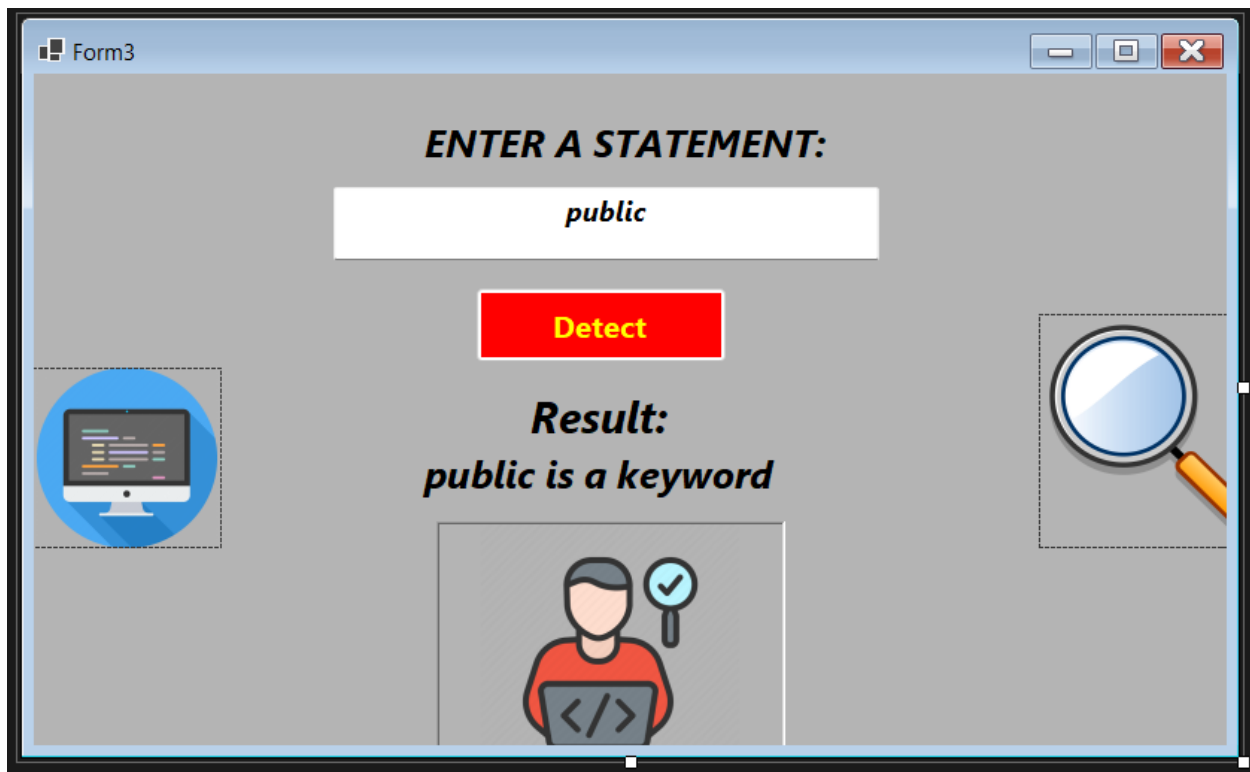 Form3
ENTER A STATEMENT:
public
Detect
Result:
public is a keyword
</>